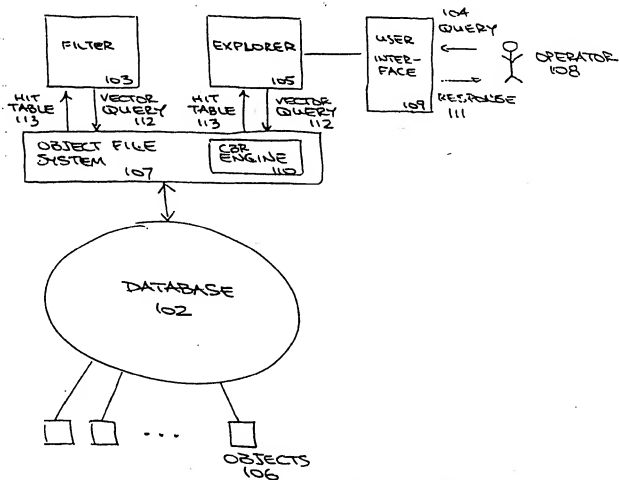 FILTER
103
EXPLORER
105
USER
INTER-
FACE
109
104
QUERY
OPERATOR
108
RESPONSE
111
HIT
TABLE
113
VECTOR
QUERY
112
HIT
TABLE
113
VECTOR
QUERY
112
OBJECT FILE
SYSTEM
107
CBR
ENGINE
110
DATABASE
102
...
OBJECTS
106